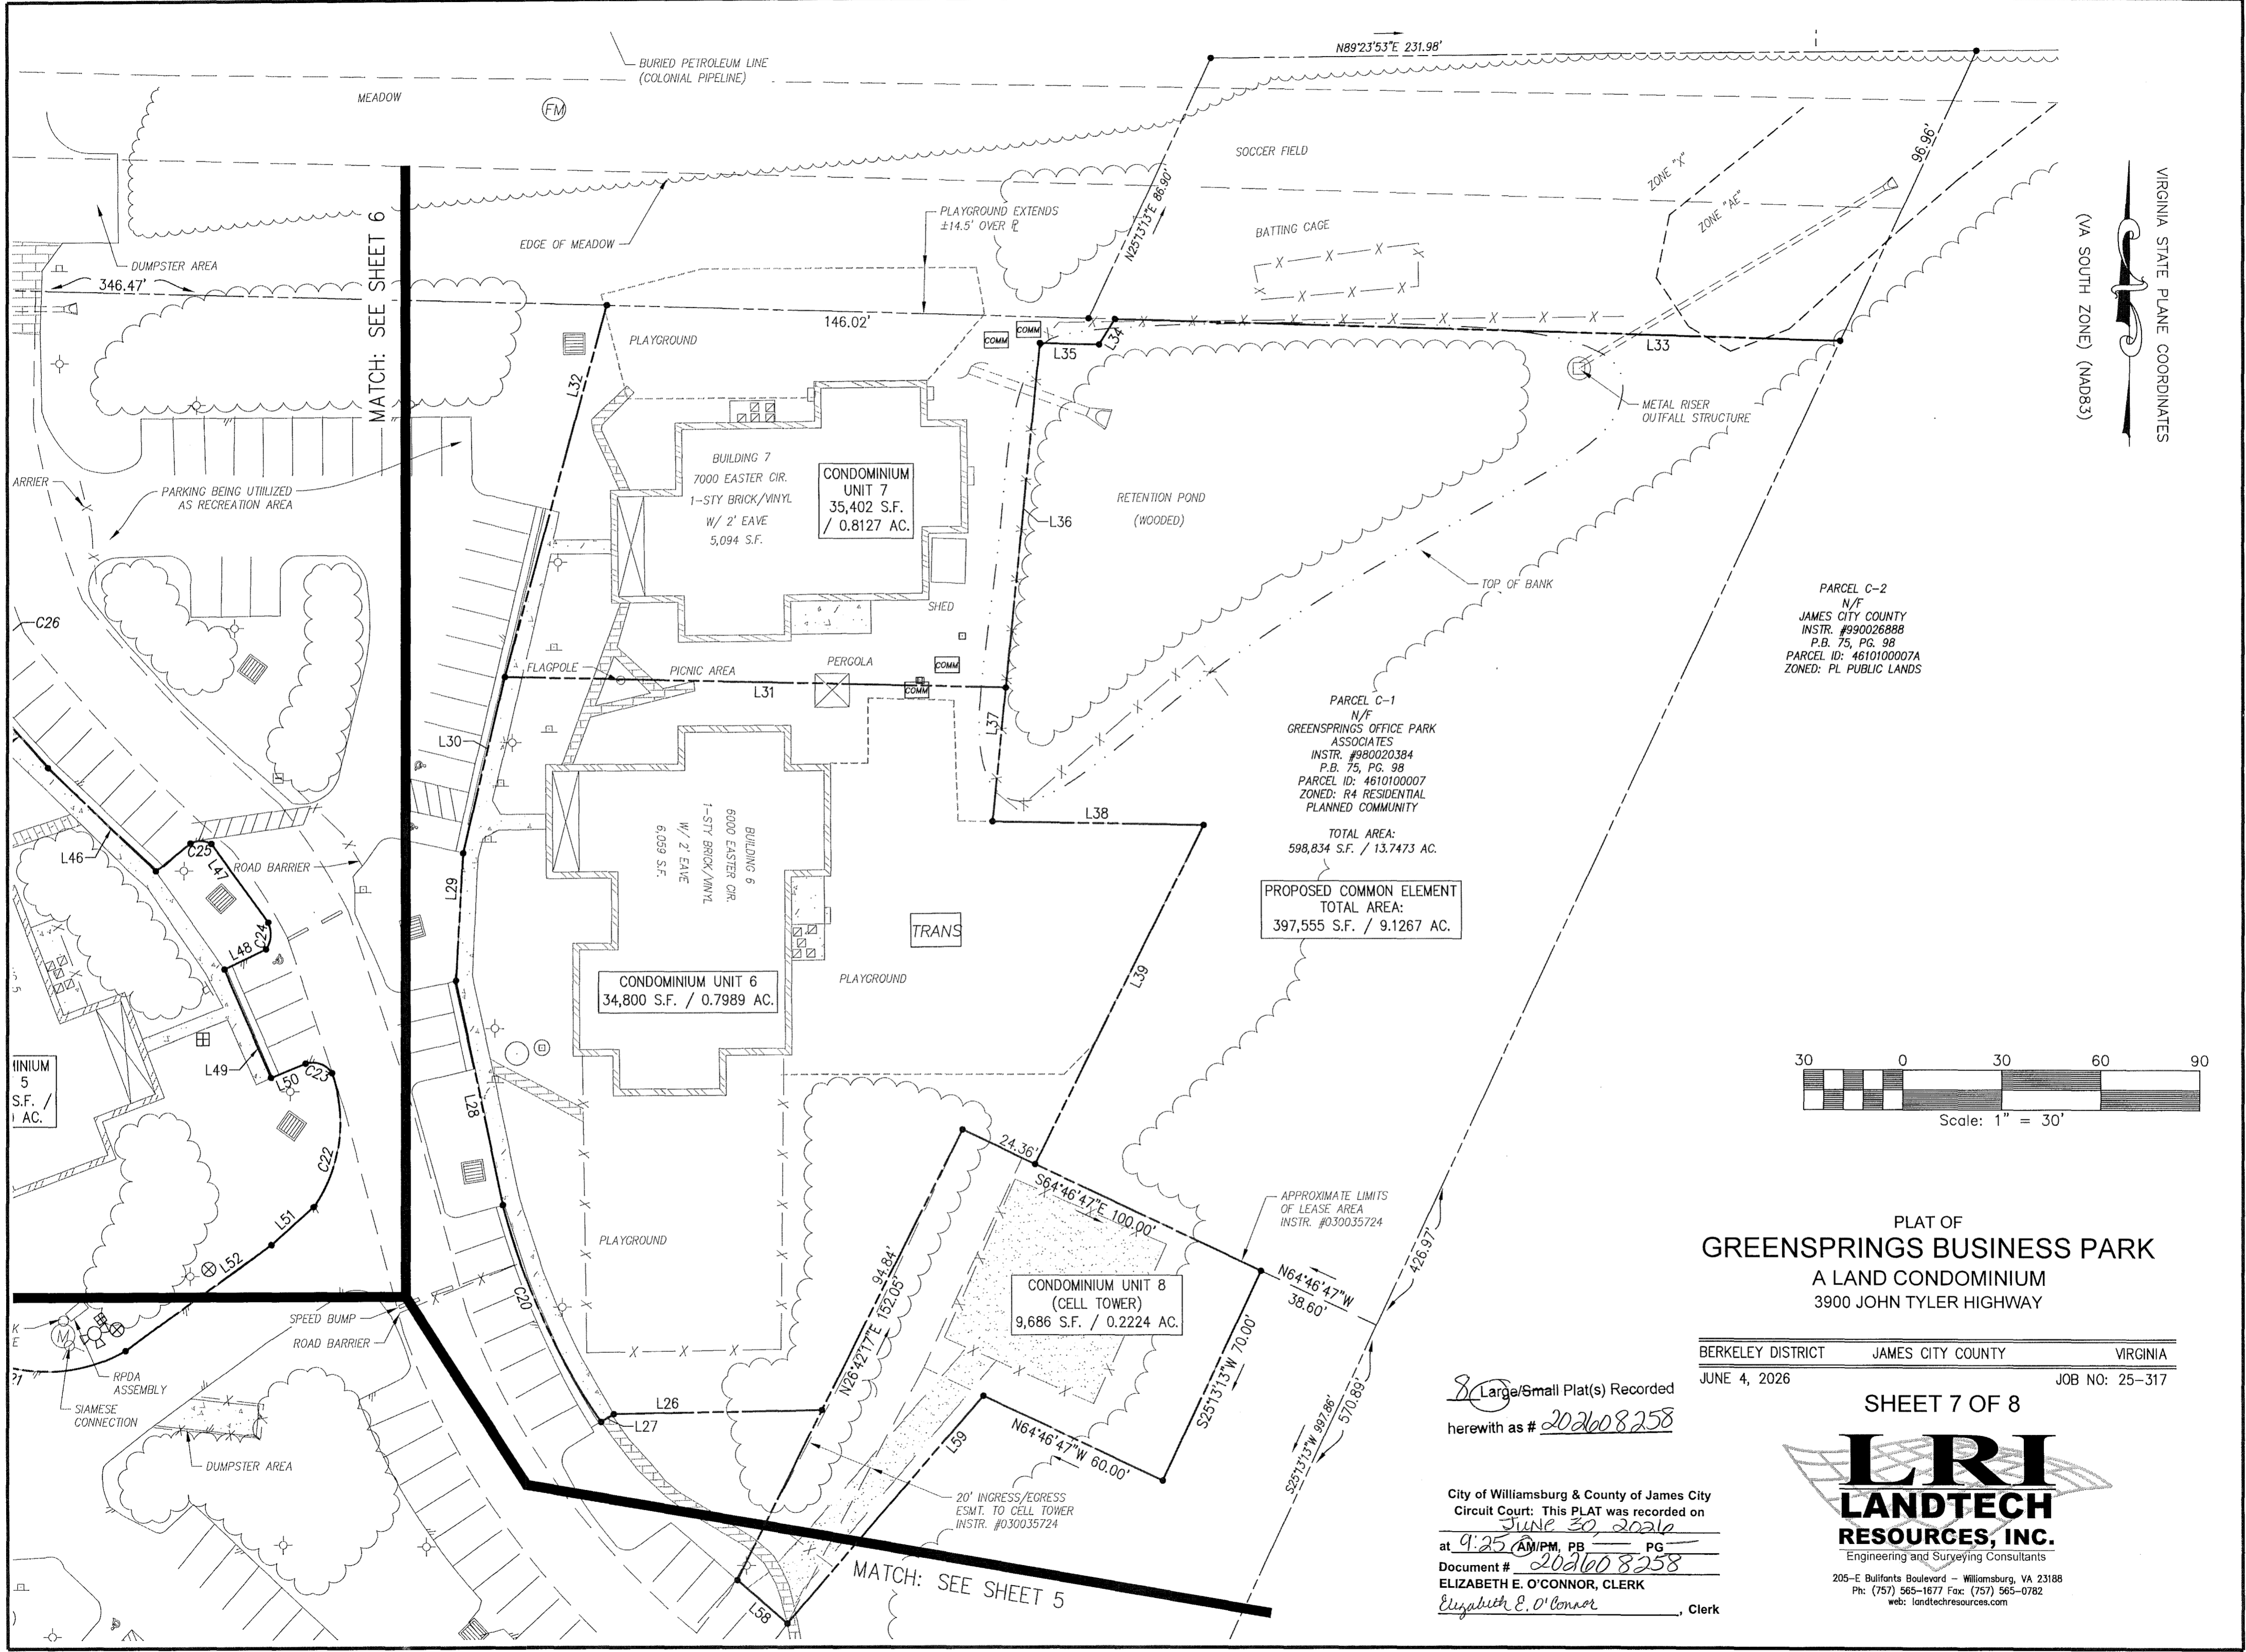 N89°23'53"E 231.98'
BURIED PETROLEUM LINE
(COLONIAL PIPELINE)
MEADOW
FM
SOCCER FIELD
ZONE "X"
ZONE "AE"
96.96'
VIRGINIA STATE PLANE COORDINATES
(VA SOUTH ZONE) (NAD83)
N25°13'13"E 86.90'
PLAYGROUND EXTENDS
±14.5' OVER PL
BATTING CAGE
EDGE OF MEADOW
MATCH: SEE SHEET 6
DUMPSTER AREA
346.47'
146.02'
COMM
COMM
L34
L35
L33
PLAYGROUND
L32
METAL RISER
OUTFALL STRUCTURE
BUILDING 7
7000 EASTER CIR.
1-STY BRICK/VINYL
W/ 2' EAVE
5,094 S.F.
CONDOMINIUM
UNIT 7
35,402 S.F.
/ 0.8127 AC.
ARRIER
PARKING BEING UTIILIZED
AS RECREATION AREA
RETENTION POND
(WOODED)
L36
TOP OF BANK
SHED
C26
PARCEL C-2
N/F
JAMES CITY COUNTY
INSTR. #990026888
P.B. 75, PG. 98
PARCEL ID: 4610100007A
ZONED: PL PUBLIC LANDS
FLAGPOLE
PICNIC AREA
PERGOLA
COMM
COMM
L31
L37
L30
PARCEL C-1
N/F
GREENSPRINGS OFFICE PARK
ASSOCIATES
INSTR. #980020384
P.B. 75, PG. 98
PARCEL ID: 4610100007
ZONED: R4 RESIDENTIAL
PLANNED COMMUNITY
TOTAL AREA:
598,834 S.F. / 13.7473 AC.
PROPOSED COMMON ELEMENT
TOTAL AREA:
397,555 S.F. / 9.1267 AC.
L38
L46
C25
L47
ROAD BARRIER
L29
BUILDING 6
6000 EASTER CIR.
1-STY BRICK/VINYL
W/ 2' EAVE
6,059 S.F.
TRANS
L48
C24
CONDOMINIUM UNIT 6
34,800 S.F. / 0.7989 AC.
PLAYGROUND
L39
L49
L50
C23
MINIUM
5
S.F. /
AC.
L28
30 0 30 60 90
Scale: 1" = 30'
C22
24.36'
S64°46'47"E 100.00'
APPROXIMATE LIMITS
OF LEASE AREA
INSTR. #030035724
L51
L52
PLAYGROUND
94.84'
N26°42'17"E 152.05'
CONDOMINIUM UNIT 8
(CELL TOWER)
9,686 S.F. / 0.2224 AC.
N64°46'47"W
38.60'
426.97'
C20
S25°13'13"W 70.00'
570.89'
S25°13'13"W 997.86'
SPEED BUMP
ROAD BARRIER
K
E
M
RPDA
ASSEMBLY
SIAMESE
CONNECTION
L26
L27
N64°46'47"W 60.00'
L59
DUMPSTER AREA
20' INGRESS/EGRESS
ESMT. TO CELL TOWER
INSTR. #030035724
MATCH: SEE SHEET 5
L58
PLAT OF
GREENSPRINGS BUSINESS PARK
A LAND CONDOMINIUM
3900 JOHN TYLER HIGHWAY
BERKELEY DISTRICT JAMES CITY COUNTY VIRGINIA
JUNE 4, 2026 JOB NO: 25-317
SHEET 7 OF 8
8 Large/Small Plat(s) Recorded
herewith as # 202608258
City of Williamsburg & County of James City
Circuit Court: This PLAT was recorded on
June 30, 2026
at 9:25 AM/PM, PB — PG —
Document # 202608258
ELIZABETH E. O'CONNOR, CLERK
Elizabeth E. O'Connor, Clerk
LRI
LANDTECH
RESOURCES, INC.
Engineering and Surveying Consultants
205-E Bulifants Boulevard - Williamsburg, VA 23188
Ph: (757) 565-1677 Fax: (757) 565-0782
web: landtechresources.com